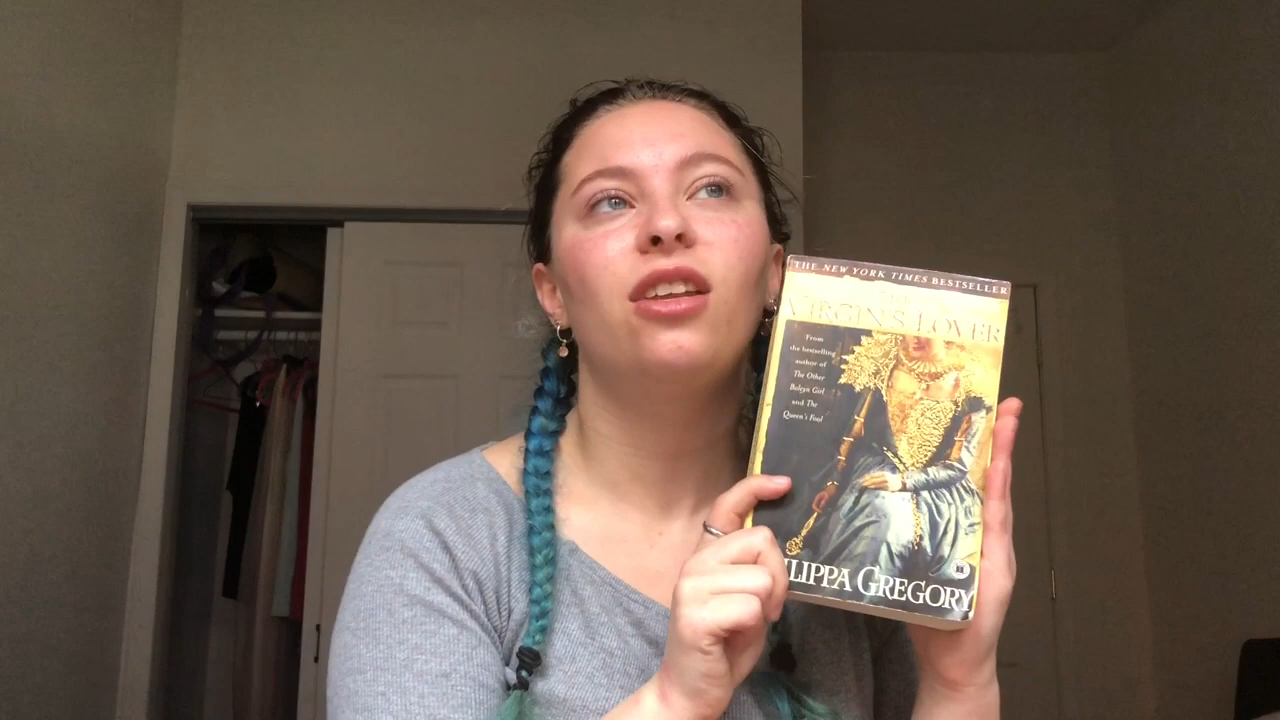 THE NEW YORK TIMES BESTSELLER
VIRGIN'S LOVER
From
the bestselling
author of
The Other
Boleyn Girl
and The
Queen's Fool
ILIPPA GREGORY